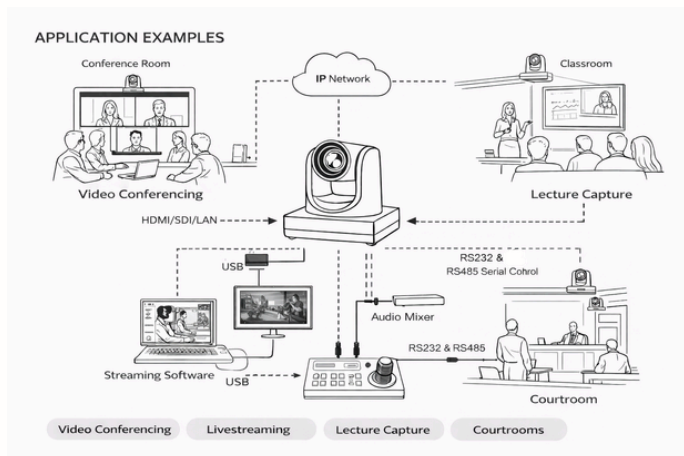 APPLICATION EXAMPLES
Conference Room
IP Network
Classroom
Video Conferencing
Lecture Capture
HDMI/SDI/LAN
USB
RS232 &
RS485 Serial Cohrol
Audio Mixer
RS232 & RS485
Streaming Software
USB
Courtroom
Video Conferencing
Livestreaming
Lecture Capture
Courtrooms